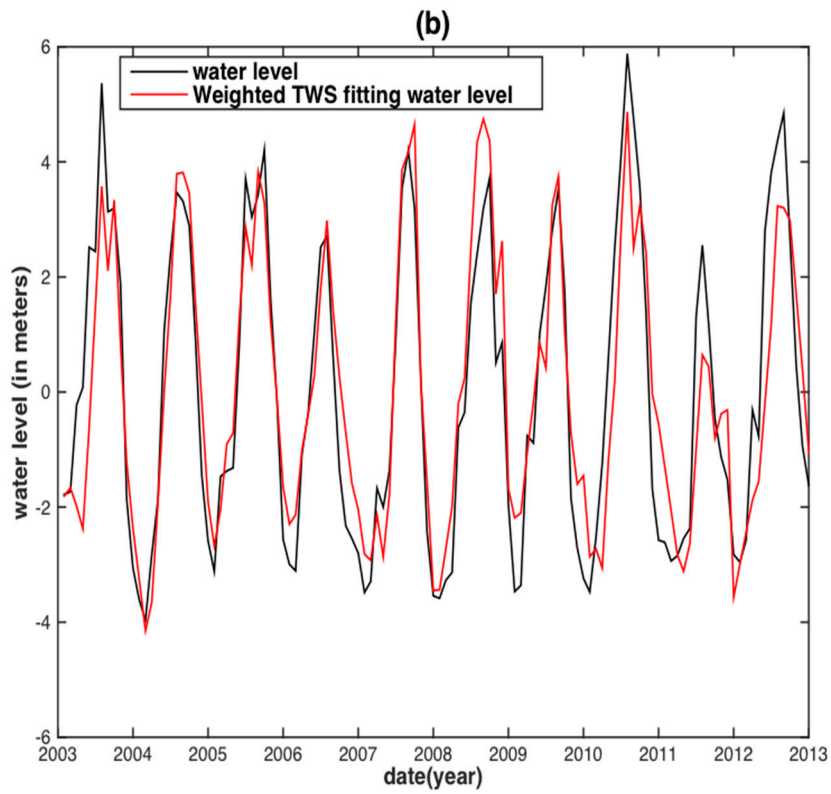 (b)
water level
Weighted TWS fitting water level
6
4
2
0
-2
-4
-6
water level (in meters)
2003 2004 2005 2006 2007 2008 2009 2010 2011 2012 2013
date(year)